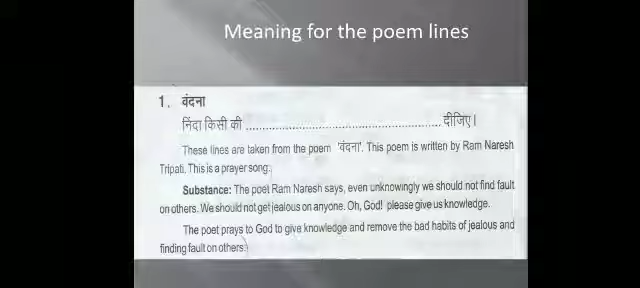 Meaning for the poem lines
1. वंदना
निंदा किसी की ........................................................ दीजिए।
These lines are taken from the poem 'वंदना'. This poem is written by Ram Naresh
Tripati. This is a prayer song.
Substance: The poet Ram Naresh says, even unknowingly we should not find fault
on others. We should not get jealous on anyone. Oh, God! please give us knowledge.
The poet prays to God to give knowledge and remove the bad habits of jealous and
finding fault on others.